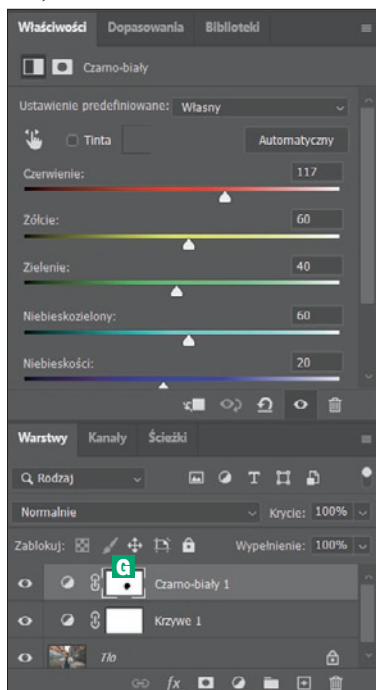 Właściwości Dopasowania Biblioteki
Czarno-biały
Ustawienie predefiniowane: Własny
Tinta Automatyczny
Czerwienie: 117
Żółcie: 60
Zielenie: 40
Niebieskozielony: 60
Niebieskości: 20
Warstwy Kanały Ścieżki
Rodzaj T
Normalnie Krycie: 100%
Zablokuj: Wypełnienie: 100%
G
Czarno-biały 1
Krzywe 1
Tło
fx